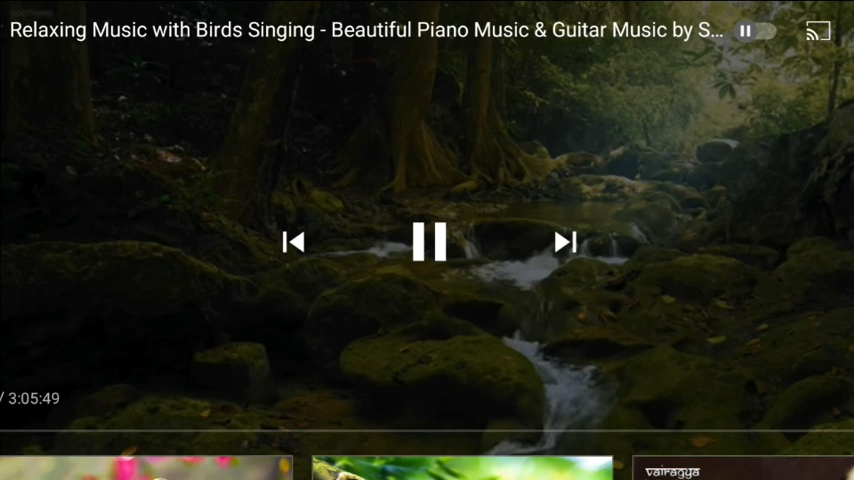 Relaxing Music with Birds Singing - Beautiful Piano Music & Guitar Music by S...
/ 3:05:49
vairagya